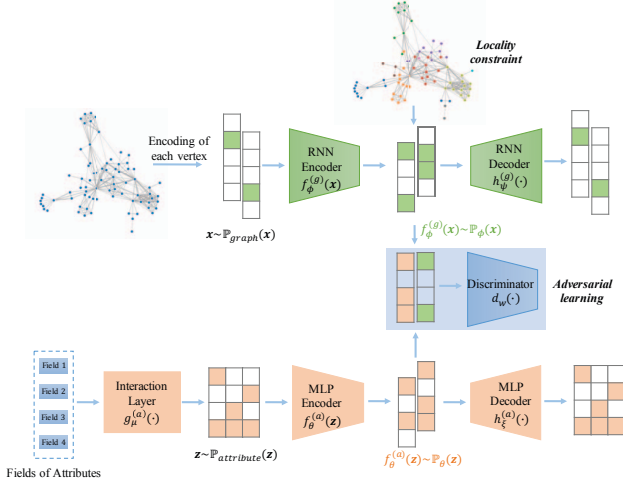 Locality
constraint
Encoding of
each vertex
RNN
Encoder
f_ϕ^(g)(x)
RNN
Decoder
h_ψ^(g)(·)
x~ℙ_graph(x)
f_ϕ^(g)(x)~ℙ_ϕ(x)
Discriminator
d_w(·)
Adversarial
learning
Field 1
Field 2
Field 3
Field 4
Interaction
Layer
g_μ^(a)(·)
MLP
Encoder
f_θ^(a)(z)
MLP
Decoder
h_ξ^(a)(·)
z~ℙ_attribute(z)
f_θ^(a)(z)~ℙ_θ(z)
Fields of Attributes